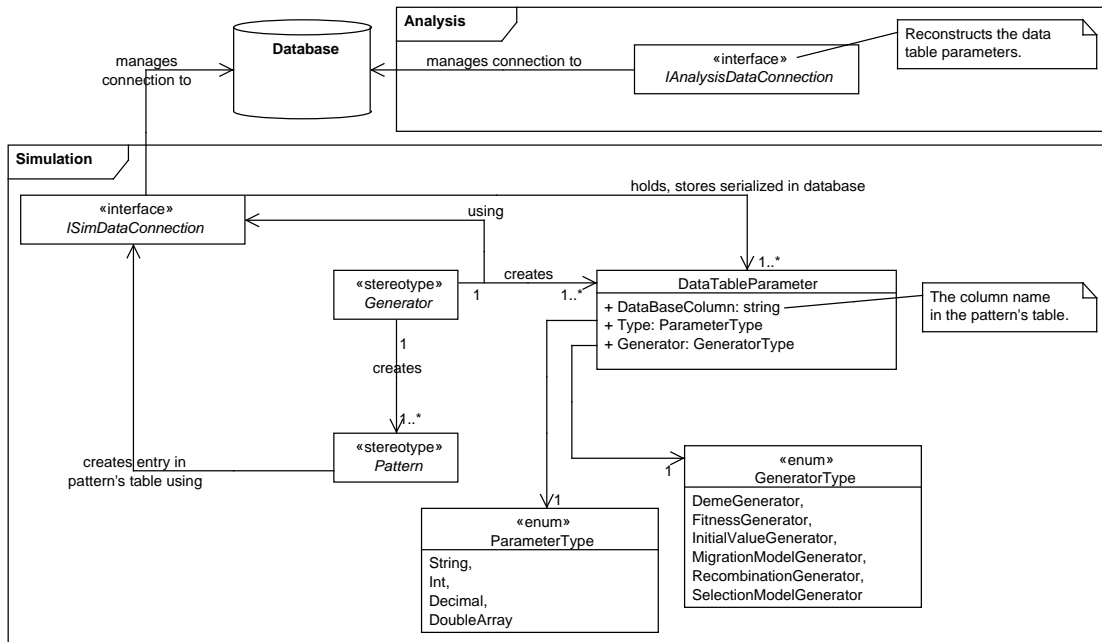 Analysis
Database
Reconstructs the data
table parameters.
manages
connection to
manages connection to
«interface»
IAnalysisDataConnection
Simulation
«interface»
ISimDataConnection
holds, stores serialized in database
using
1..*
«stereotype»
Generator
1
creates
1..*
DataTableParameter
+ DataBaseColumn: string
+ Type: ParameterType
+ Generator: GeneratorType
The column name
in the pattern's table.
1
creates
1..*
«stereotype»
Pattern
creates entry in
pattern's table using
1
«enum»
GeneratorType
DemeGenerator,
FitnessGenerator,
InitialValueGenerator,
MigrationModelGenerator,
RecombinationGenerator,
SelectionModelGenerator
1
«enum»
ParameterType
String,
Int,
Decimal,
DoubleArray